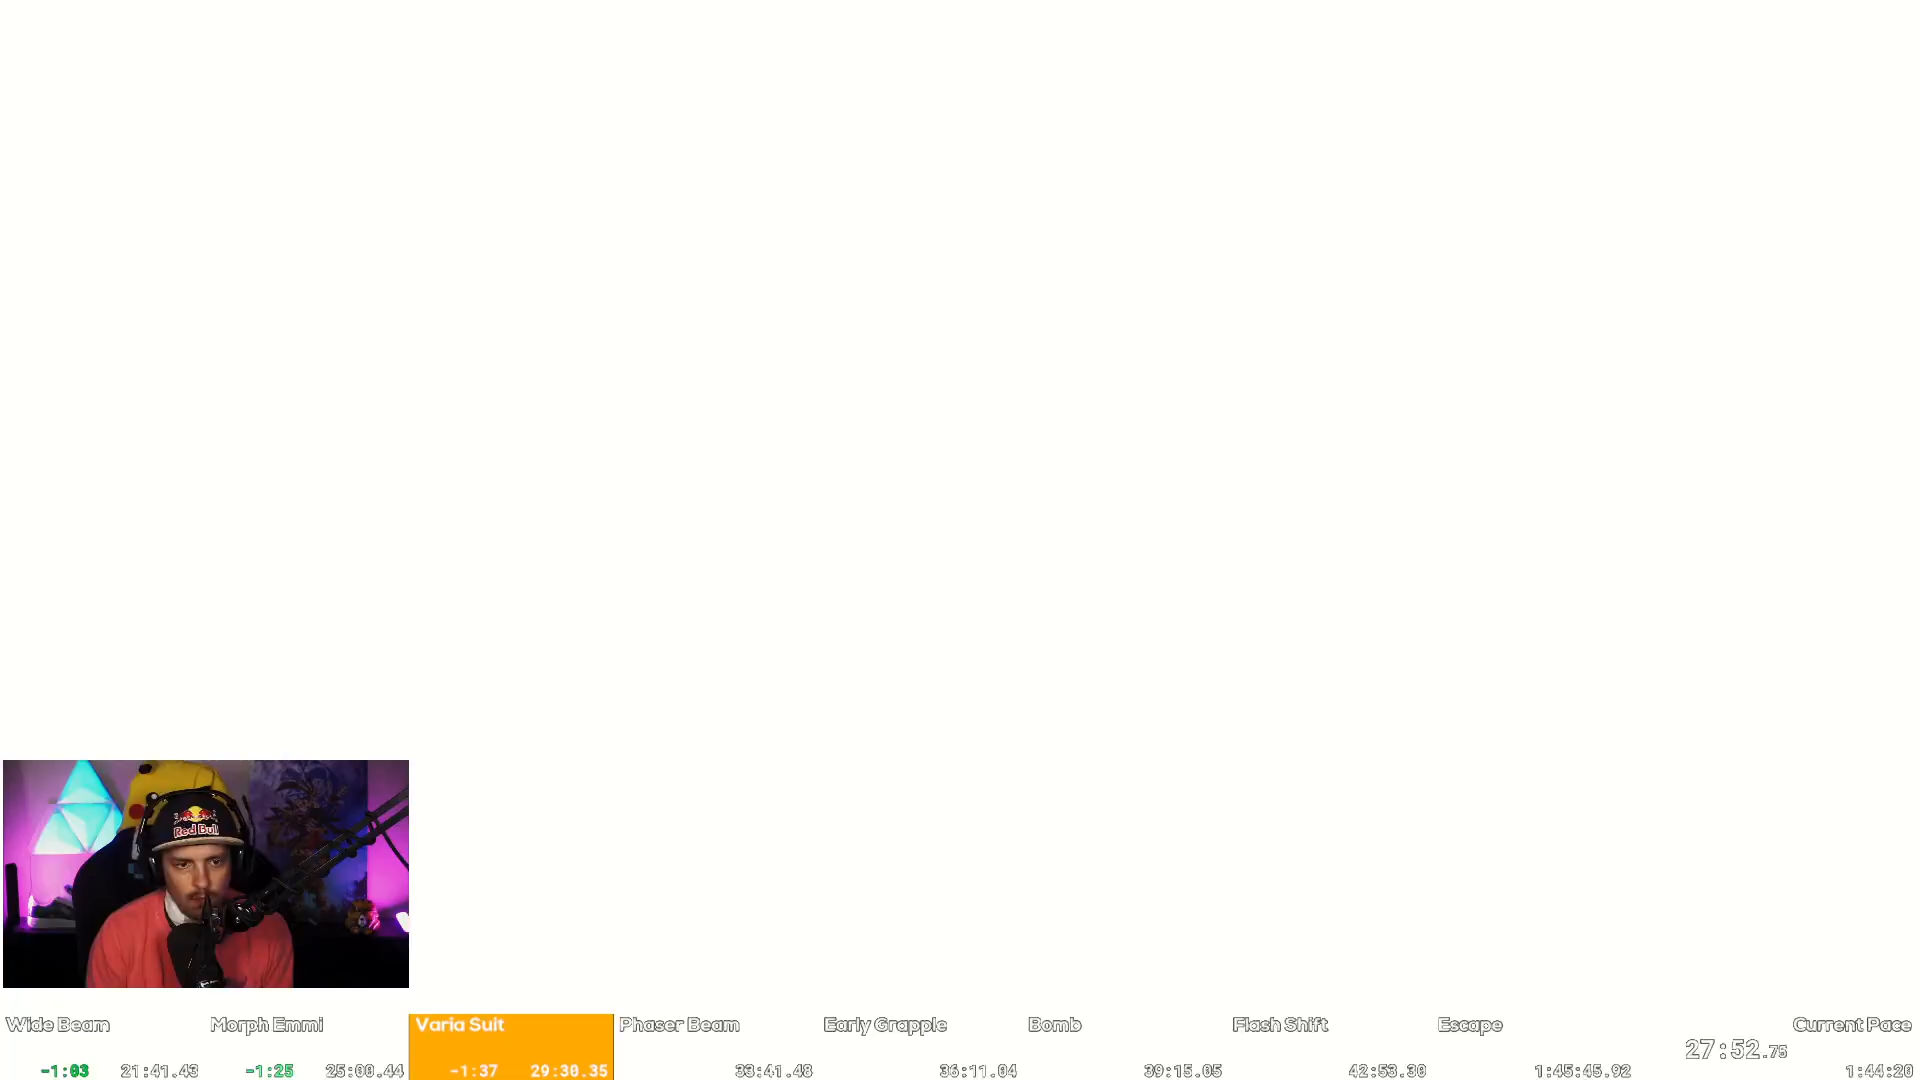 Red Bull
Wide Beam
Morph Emmi
Varia Suit
Phaser Beam
Early Grapple
Bomb
Flash Shift
Escape
Current Pace
27:52.75
-1:03 21:41.43
-1:25 25:00.44
-1:37 29:30.35
33:41.48
36:11.04
39:15.05
42:53.30
1:45:45.92
1:44:20